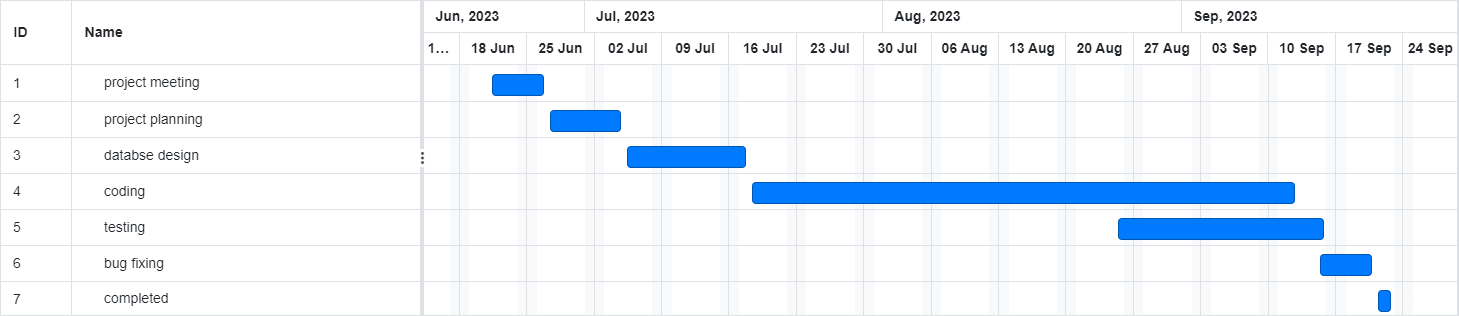 Jun, 2023 Jul, 2023 Aug, 2023 Sep, 2023
ID Name
1... 18 Jun 25 Jun 02 Jul 09 Jul 16 Jul 23 Jul 30 Jul 06 Aug 13 Aug 20 Aug 27 Aug 03 Sep 10 Sep 17 Sep 24 Sep
1 project meeting
2 project planning
3 databse design
4 coding
5 testing
6 bug fixing
7 completed